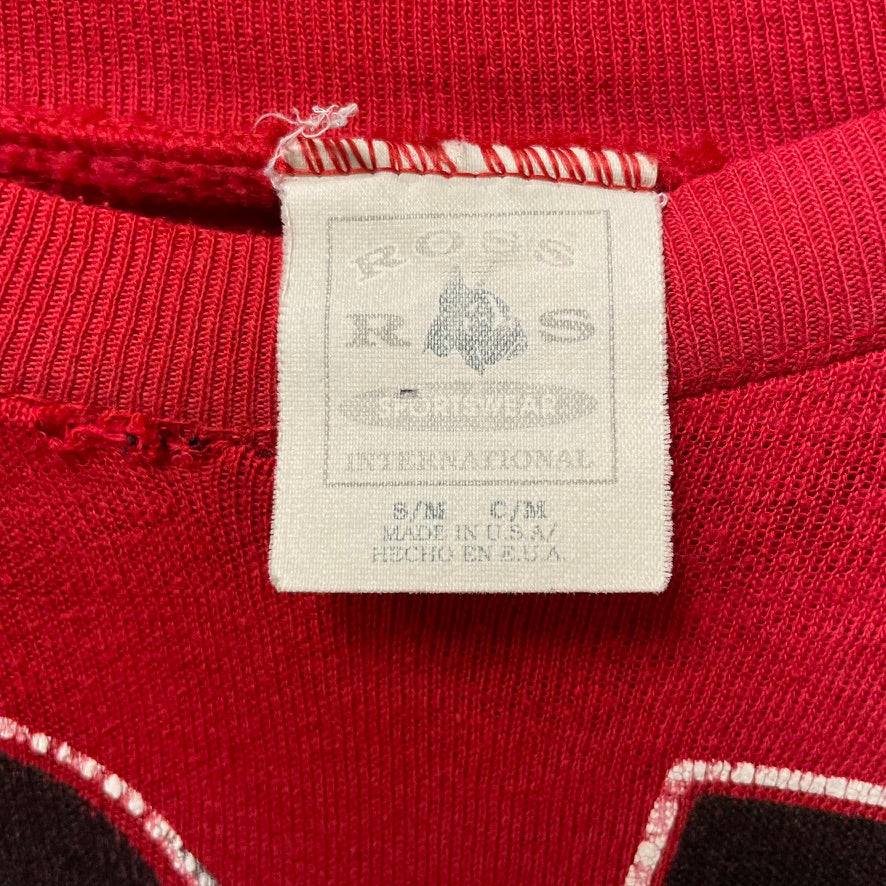 ROSS
R S
SPORTSWEAR
INTERNATIONAL
S/M C/M
MADE IN U.S.A/
HECHO EN E.U.A.